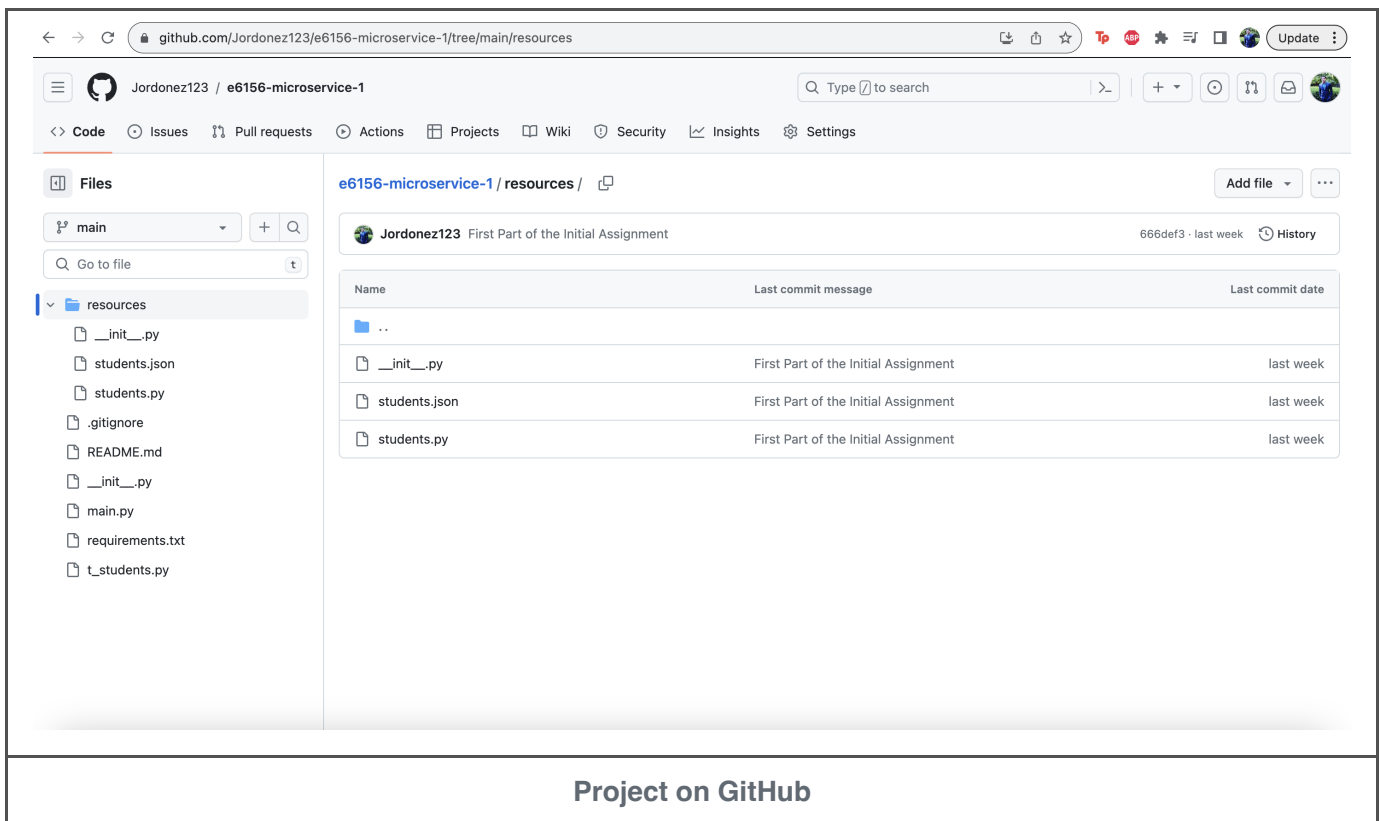 github.com/Jordonez123/e6156-microservice-1/tree/main/resources
Tp
ABP
Update
Jordonez123 / e6156-microservice-1
Type / to search
Code
Issues
Pull requests
Actions
Projects
Wiki
Security
Insights
Settings
Files
e6156-microservice-1 / resources /
Add file
main
Jordonez123 First Part of the Initial Assignment
666def3 · last week
History
Go to file
t
Name Last commit message Last commit date
resources
..
__init__.py
students.json
students.py
.gitignore
README.md
__init__.py
main.py
requirements.txt
t_students.py
__init__.py First Part of the Initial Assignment last week
students.json First Part of the Initial Assignment last week
students.py First Part of the Initial Assignment last week
Project on GitHub